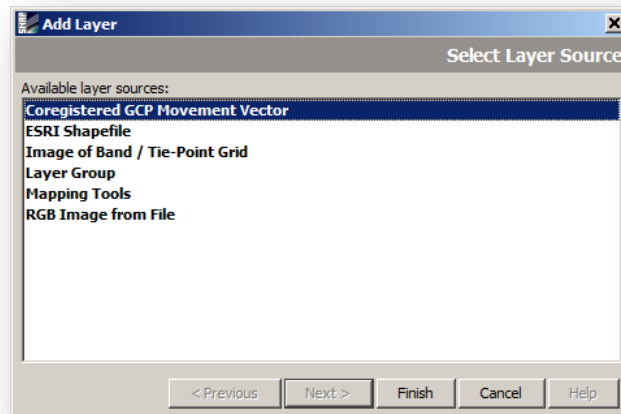 SNAP
Add Layer
Select Layer Source
Available layer sources:
Coregistered GCP Movement Vector
ESRI Shapefile
Image of Band / Tie-Point Grid
Layer Group
Mapping Tools
RGB Image from File
< Previous Next > Finish Cancel Help